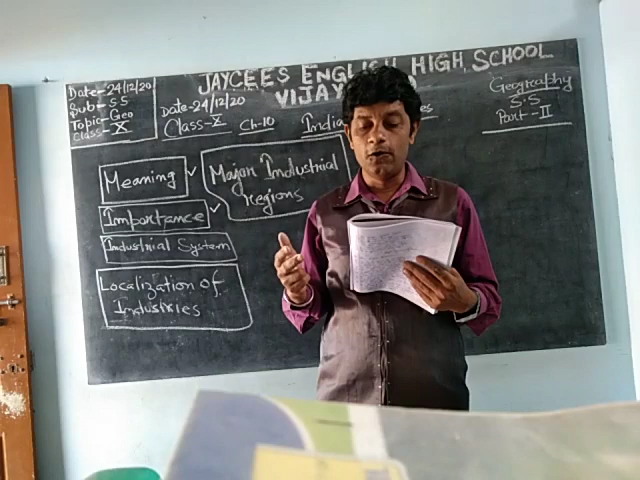 JAYCEES ENGLISH HIGH SCHOOL
VIJAY
Date-24/12/20
Sub-S.S
Topic-Geo
Class-X
Date-24/12/20
Class-X Ch-10 India
Geography
S.S
Part-II
Meaning ✓
Major Industrial
regions
Importance ✓
Industrial System
Localization of
Industries